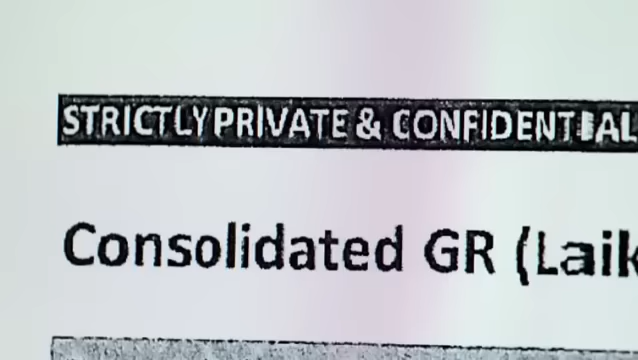 STRICTLY PRIVATE & CONFIDENTIAL
Consolidated GR (Laik